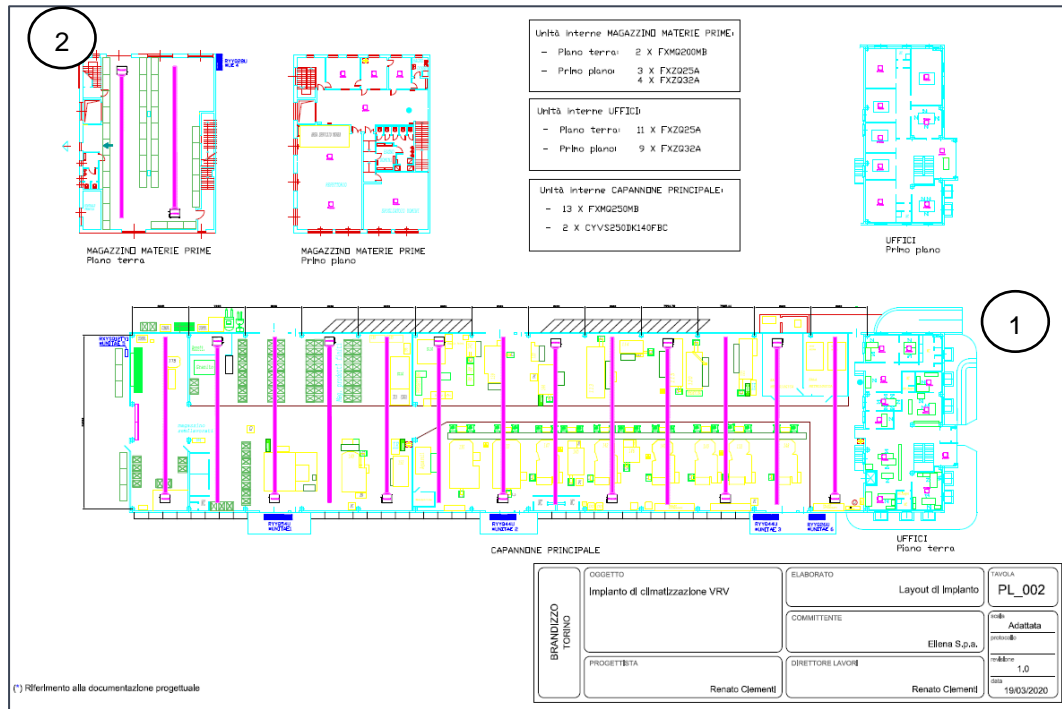 2
1
Unità interne MAGAZZINO MATERIE PRIME:
- Piano terra: 2 X FXMQ200MB
- Primo piano: 3 X FXZQ25A
4 X FXZQ32A
Unità interne UFFICI:
- Piano terra: 11 X FXZQ25A
- Primo piano: 9 X FXZQ32A
Unità interne CAPANNONE PRINCIPALE:
- 13 X FXMQ250MB
- 2 X CYVS250DK140FBC
MAGAZZINO MATERIE PRIME
Piano terra
MAGAZZINO MATERIE PRIME
Primo piano
UFFICI
Primo piano
CAPANNONE PRINCIPALE
UFFICI
Piano terra
BRANDIZZO
TORINO
OGGETTO
Impianto di climatizzazione VRV
ELABORATO
Layout di Impianto
TAVOLA
PL_002
COMMITTENTE
Ellena S.p.a.
scala
Adattata
protocollo
PROGETTISTA
Renato Clementi
DIRETTORE LAVORI
Renato Clementi
revisione
1.0
data
19/03/2020
(*) Riferimento alla documentazione progettuale